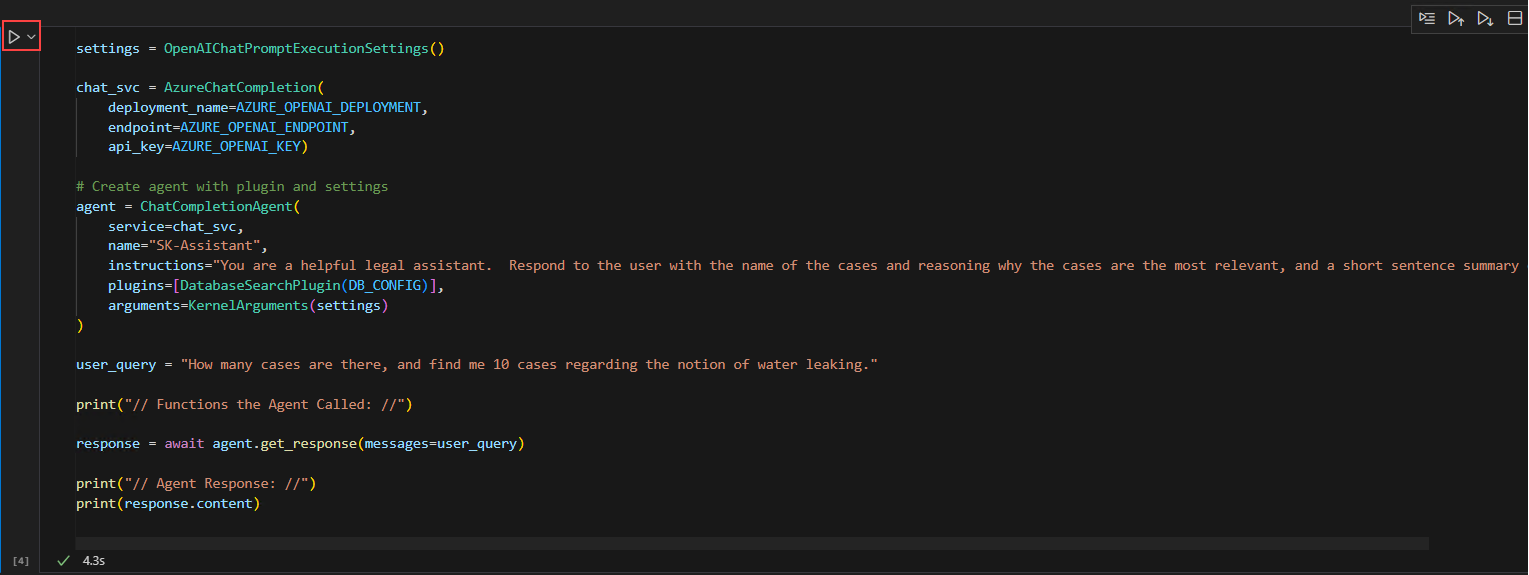 settings = OpenAIChatPromptExecutionSettings()
chat_svc = AzureChatCompletion(
    deployment_name=AZURE_OPENAI_DEPLOYMENT,
    endpoint=AZURE_OPENAI_ENDPOINT,
    api_key=AZURE_OPENAI_KEY)
# Create agent with plugin and settings
agent = ChatCompletionAgent(
    service=chat_svc,
    name="SK-Assistant",
    instructions="You are a helpful legal assistant.  Respond to the user with the name of the cases and reasoning why the cases are the most relevant, and a short sentence summary
    plugins=[DatabaseSearchPlugin(DB_CONFIG)],
    arguments=KernelArguments(settings)
)
user_query = "How many cases are there, and find me 10 cases regarding the notion of water leaking."
print("// Functions the Agent Called: //")
response = await agent.get_response(messages=user_query)
print("// Agent Response: //")
print(response.content)
[4] 4.3s